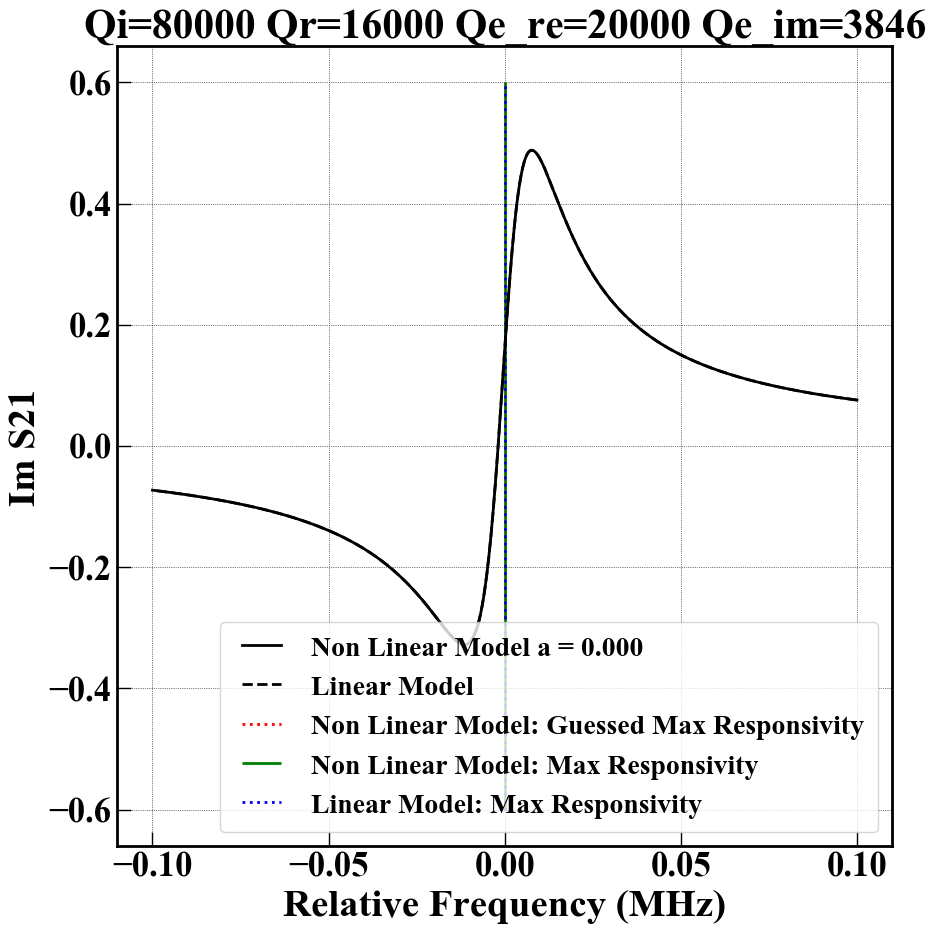 Qi=80000 Qr=16000 Qe_re=20000 Qe_im=3846
0.6
0.4
0.2
0.0
−0.2
−0.4
−0.6
Im S21
Non Linear Model a = 0.000
Linear Model
Non Linear Model: Guessed Max Responsivity
Non Linear Model: Max Responsivity
Linear Model: Max Responsivity
−0.10 −0.05 0.00 0.05 0.10
Relative Frequency (MHz)